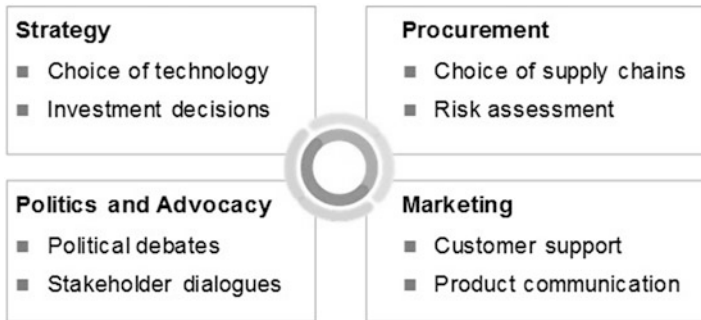 Strategy
■ Choice of technology
■ Investment decisions
Procurement
■ Choice of supply chains
■ Risk assessment
Politics and Advocacy
■ Political debates
■ Stakeholder dialogues
Marketing
■ Customer support
■ Product communication